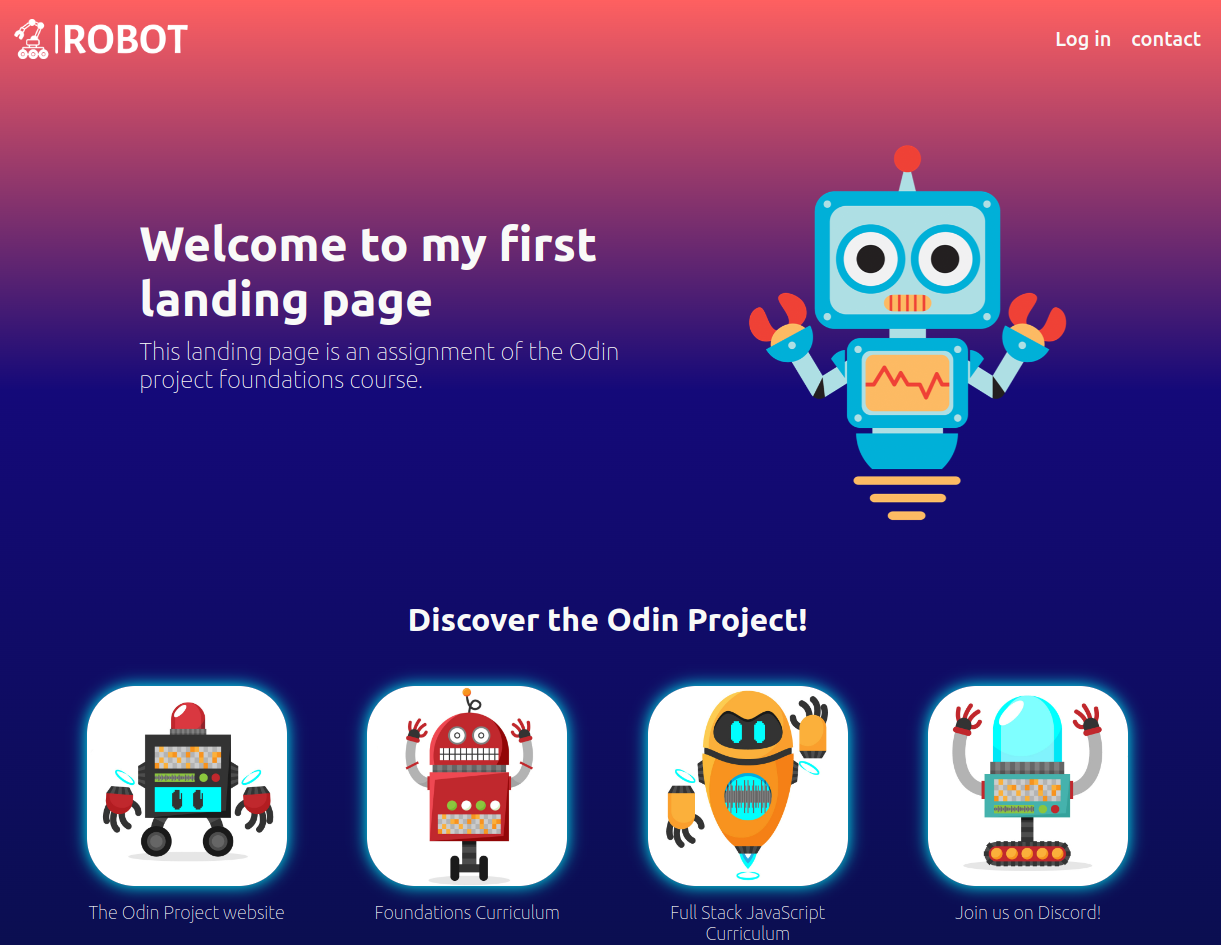 ROBOT
Log in contact
Welcome to my first
landing page
This landing page is an assignment of the Odin
project foundations course.
Discover the Odin Project!
The Odin Project website
Foundations Curriculum
Full Stack JavaScript
Curriculum
Join us on Discord!